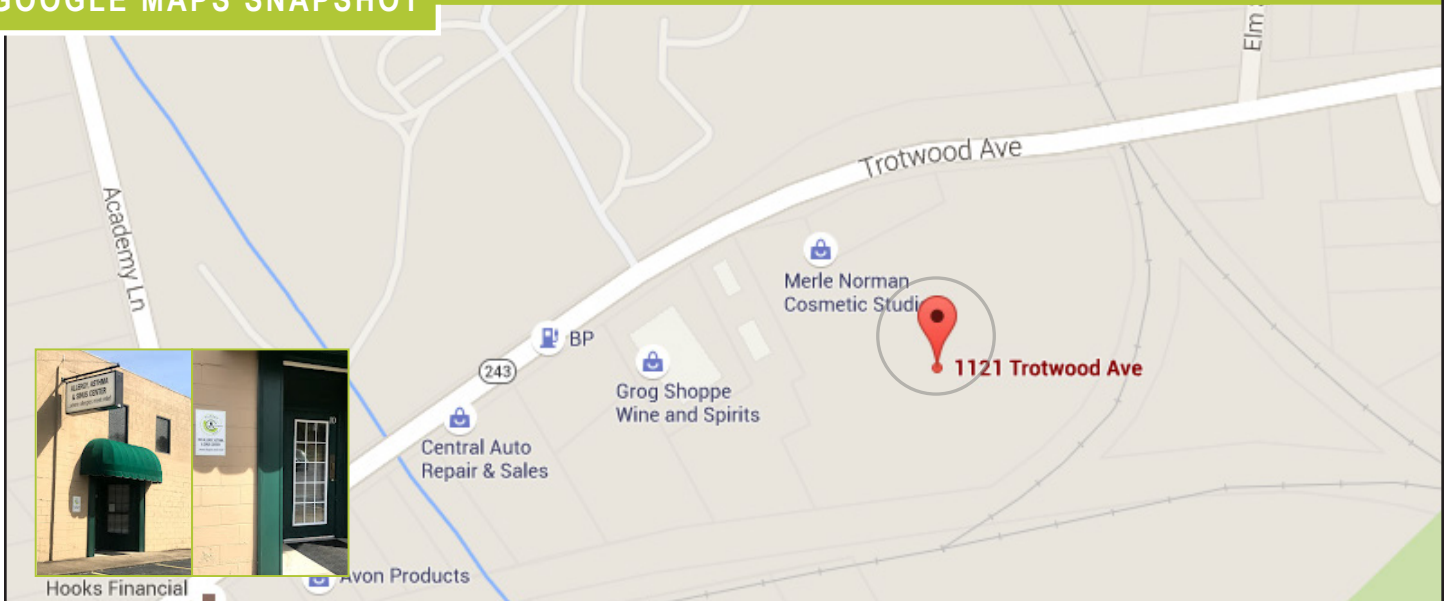 GOOGLE MAPS SNAPSHOT
Elm
Trotwood Ave
Academy Ln
Merle Norman
Cosmetic Studi
1121 Trotwood Ave
BP
243
Grog Shoppe
Wine and Spirits
Central Auto
Repair & Sales
ALLERGY, ASTHMA
& SINUS CENTER
Avon Products
Hooks Financial